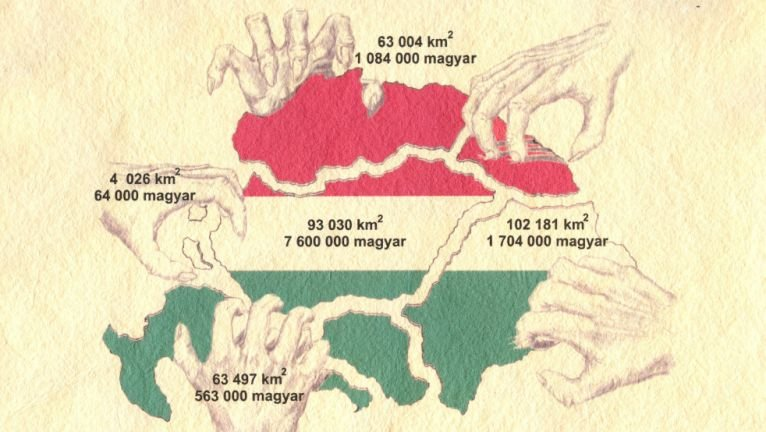 63 004 km²
1 084 000 magyar
4 026 km²
64 000 magyar
93 030 km²
7 600 000 magyar
102 181 km²
1 704 000 magyar
63 497 km²
563 000 magyar